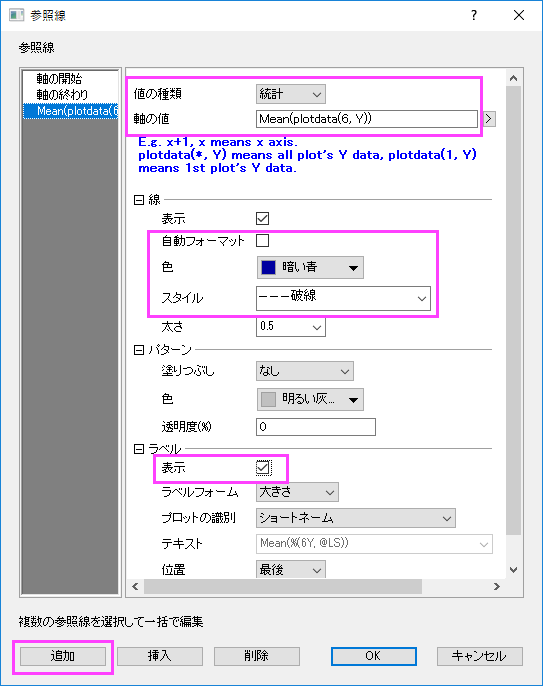 参照線
参照線
軸の開始
軸の終わり
Mean(plotdata(6
値の種類 統計
軸の値 Mean(plotdata(6, Y))
E.g. x+1, x means x axis.
plotdata(*, Y) means all plot's Y data, plotdata(1, Y)
means 1st plot's Y data.
線
表示
自動フォーマット
色 暗い青
スタイル ---破線
太さ 0.5
パターン
塗りつぶし なし
色 明るい灰...
透明度(%) 0
ラベル
表示
ラベルフォーム 大きさ
プロットの識別 ショートネーム
テキスト Mean(%(6Y, @LS))
位置 最後
複数の参照線を選択して一括で編集
追加 挿入 削除 OK キャンセル